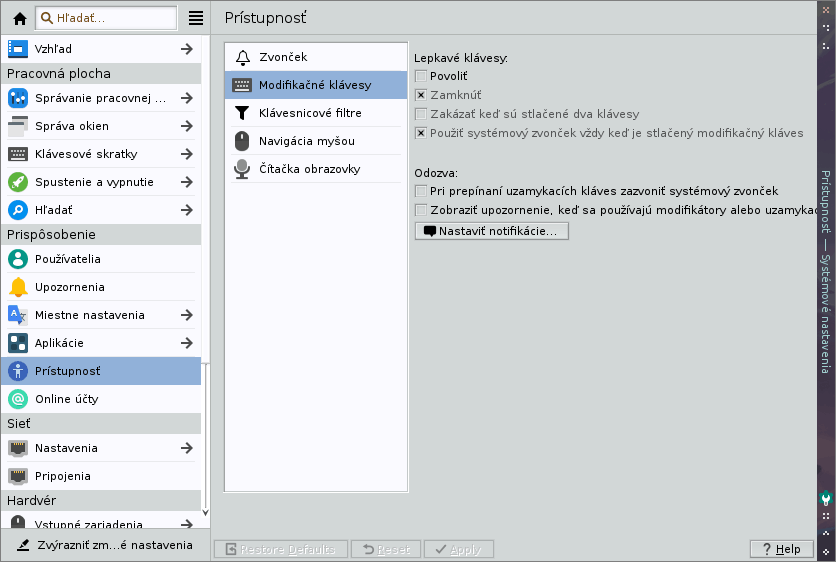 Hľadať...
Prístupnosť
Vzhľad
Pracovná plocha
Správanie pracovnej ...
Správa okien
Klávesové skratky
Spustenie a vypnutie
Hľadať
Prispôsobenie
Používatelia
Upozornenia
Miestne nastavenia
Aplikácie
Prístupnosť
Online účty
Sieť
Nastavenia
Pripojenia
Hardvér
Vstupné zariadenia
Zvýrazniť zm...é nastavenia
Zvonček
Modifikačné klávesy
Klávesnicové filtre
Navigácia myšou
Čítačka obrazovky
Lepkavé klávesy:
Povoliť
Zamknúť
Zakázať keď sú stlačené dva klávesy
Použiť systémový zvonček vždy keď je stlačený modifikačný kláves
Odozva:
Pri prepínaní uzamykacích kláves zazvoniť systémový zvonček
Zobraziť upozornenie, keď sa používajú modifikátory alebo uzamykac
Nastaviť notifikácie...
Restore Defaults
Reset
Apply
Help
Prístupnosť — Systémové nastavenia